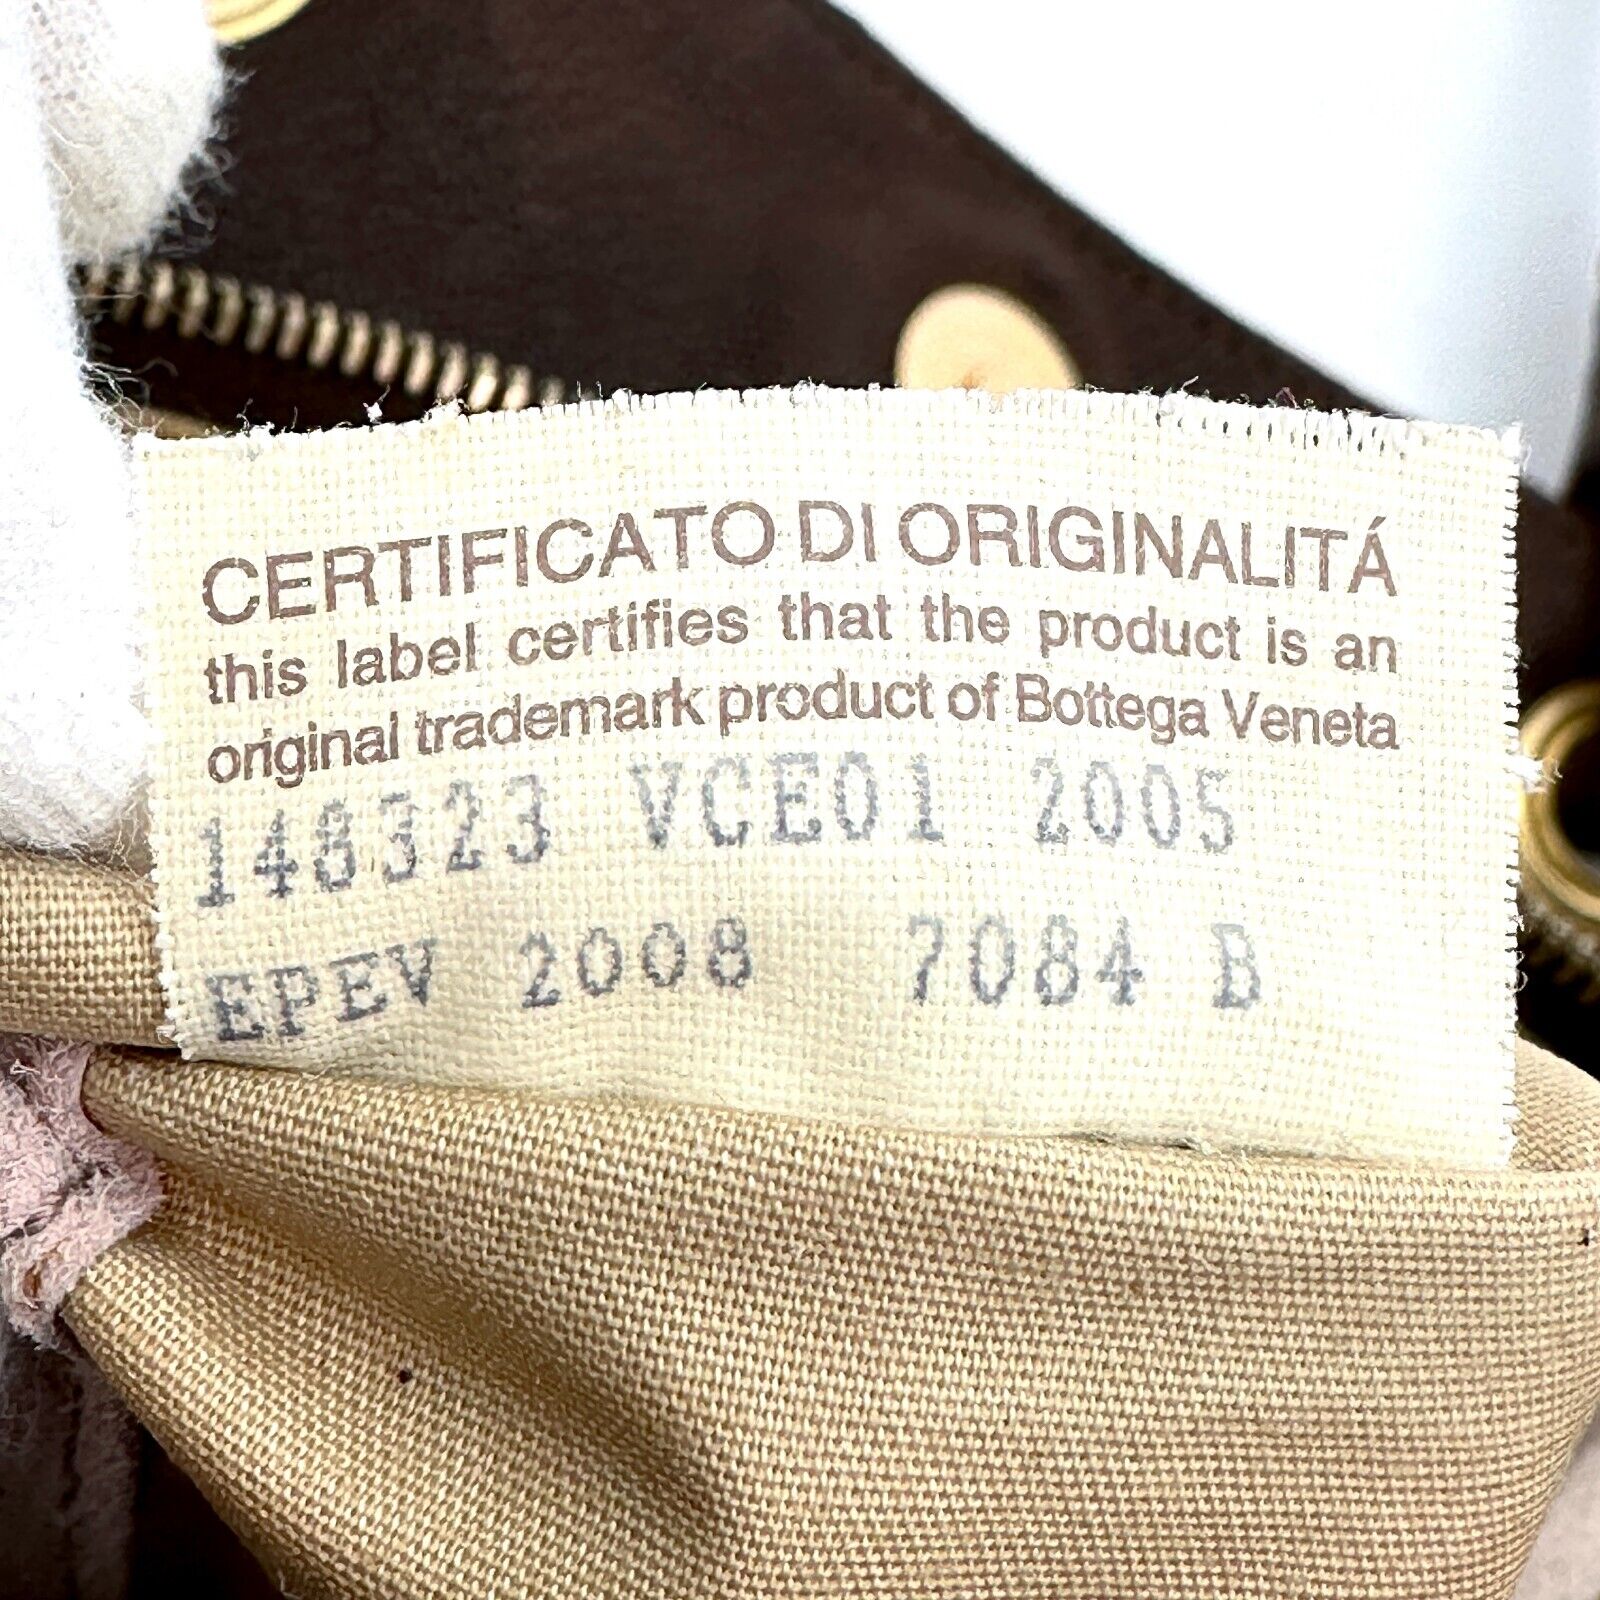 CERTIFICATO DI ORIGINALITÁ
this label certifies that the product is an
original trademark product of Bottega Veneta
148323 VCE01 2005
EPEV 2008 7084 B